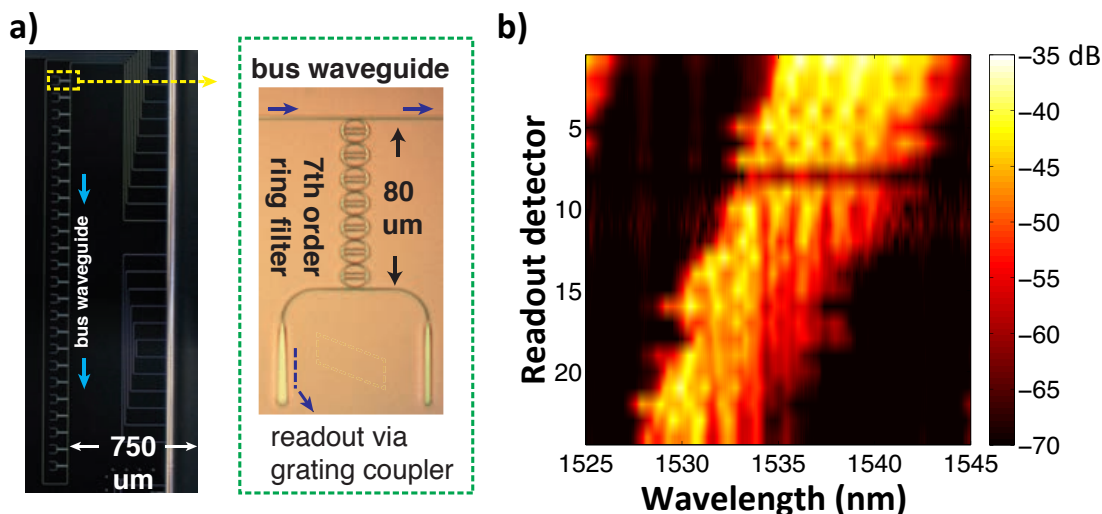 a)
bus waveguide
750
um
bus waveguide
7th order
ring filter
80
um
readout via
grating coupler
b)
Readout detector
5
10
15
20
1525
1530
1535
1540
1545
Wavelength (nm)
−35
dB
−40
−45
−50
−55
−60
−65
−70